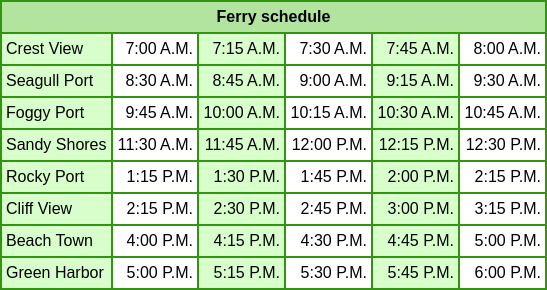 Ferry schedule
Crest View 7:00 A.M. 7:15 A.M. 7:30 A.M. 7:45 A.M. 8:00 A.M.
Seagull Port 8:30 A.M. 8:45 A.M. 9:00 A.M. 9:15 A.M. 9:30 A.M.
Foggy Port 9:45 A.M. 10:00 A.M. 10:15 A.M. 10:30 A.M. 10:45 A.M.
Sandy Shores 11:30 A.M. 11:45 A.M. 12:00 P.M. 12:15 P.M. 12:30 P.M.
Rocky Port 1:15 P.M. 1:30 P.M. 1:45 P.M. 2:00 P.M. 2:15 P.M.
Cliff View 2:15 P.M. 2:30 P.M. 2:45 P.M. 3:00 P.M. 3:15 P.M.
Beach Town 4:00 P.M. 4:15 P.M. 4:30 P.M. 4:45 P.M. 5:00 P.M.
Green Harbor 5:00 P.M. 5:15 P.M. 5:30 P.M. 5:45 P.M. 6:00 P.M.